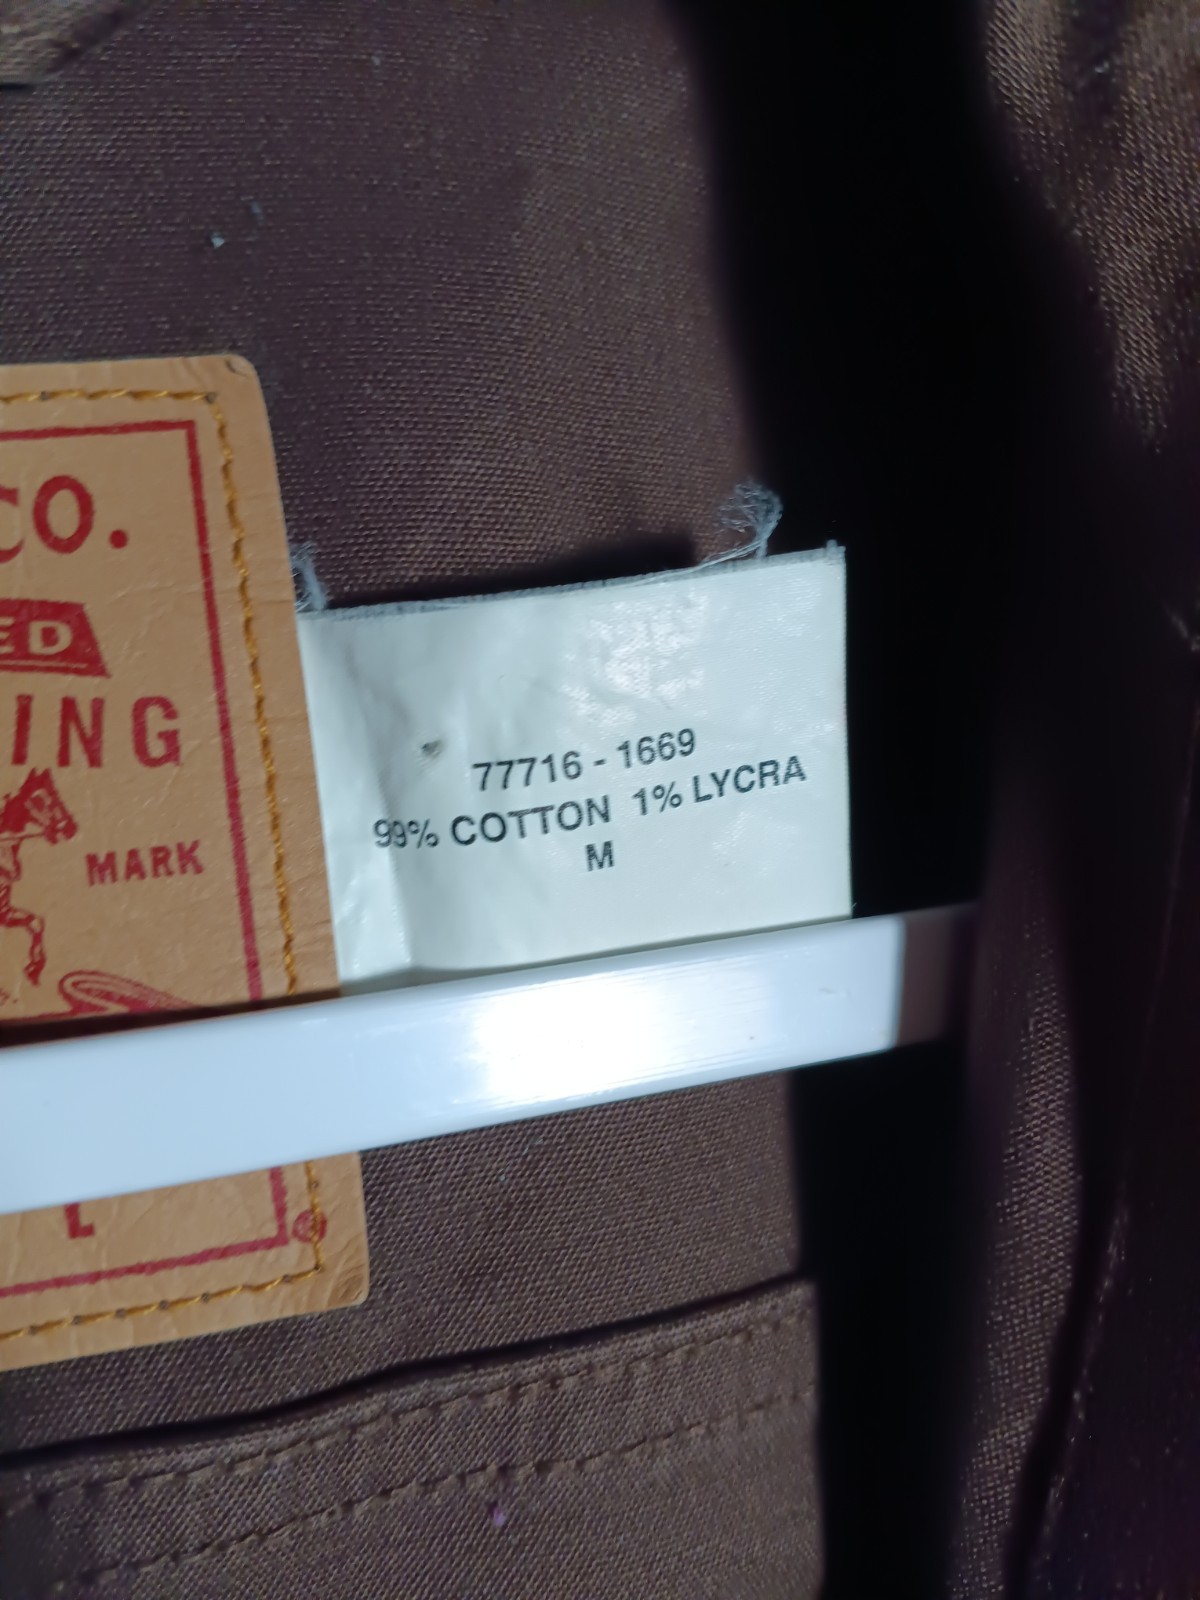 CO.
ED
ING
MARK
77716 - 1669
99% COTTON 1% LYCRA
M
L
®